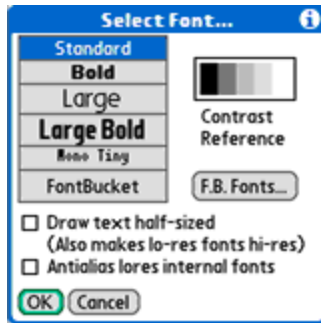 Select Font...
Standard
Bold
Large
Large Bold
Mono Tiny
FontBucket
Contrast
Reference
F.B. Fonts...
Draw text half-sized
(Also makes lo-res fonts hi-res)
Antialias lores internal fonts
OK Cancel